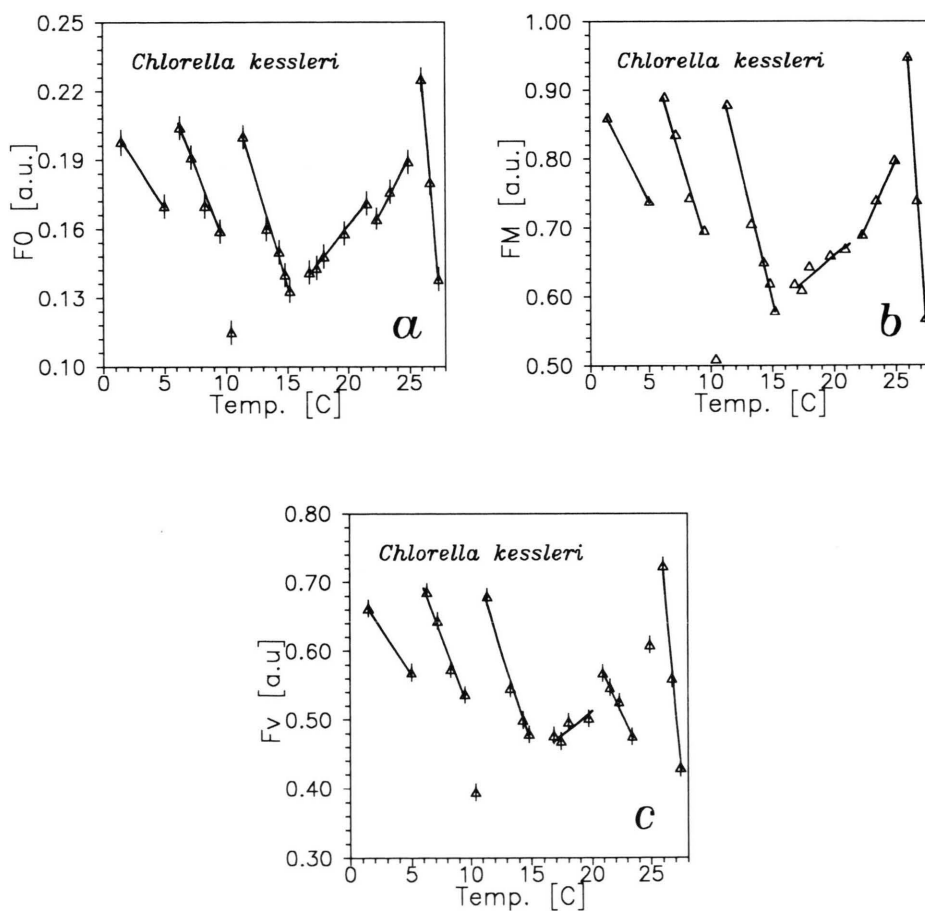 0.25
0.22
0.19
0.16
0.13
0.10
F0 [a.u.]
Chlorella kessleri
a
0 5 10 15 20 25
Temp. [C]
1.00
0.90
0.80
0.70
0.60
0.50
FM [a.u.]
Chlorella kessleri
b
0 5 10 15 20 25
Temp. [C]
0.80
0.70
0.60
0.50
0.40
0.30
Fv [a.u]
Chlorella kessleri
c
0 5 10 15 20 25
Temp. [C]